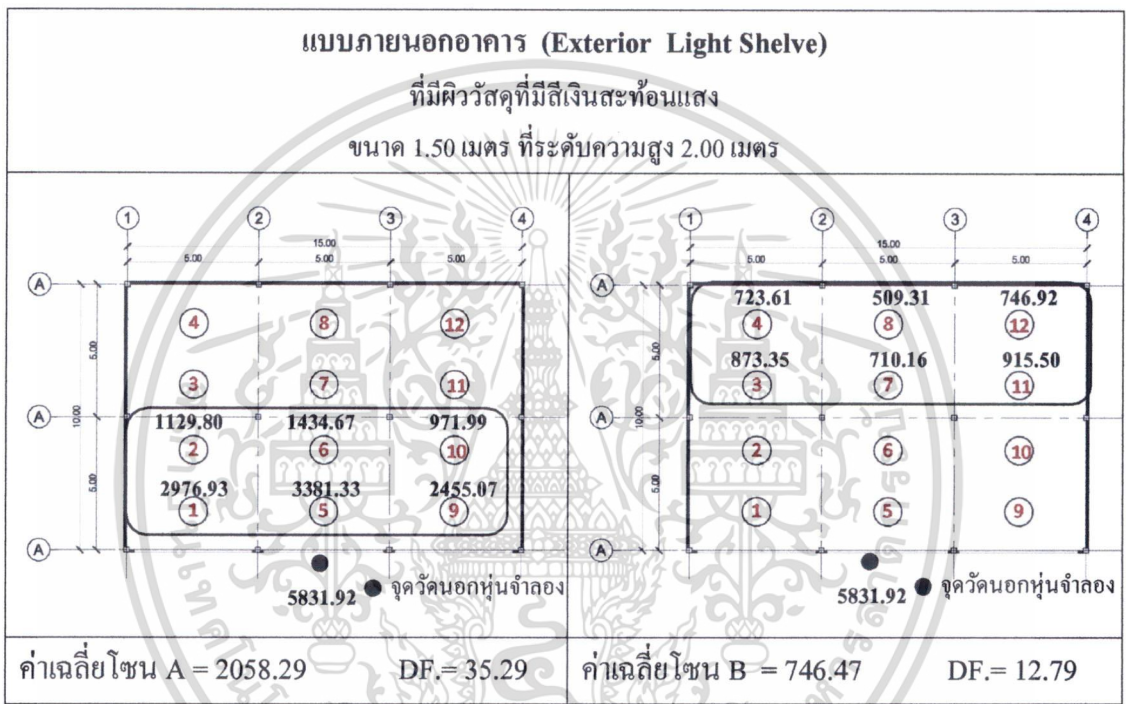 แบบภายนอกอาคาร (Exterior Light Shelve)
ที่มีผิววัสดุที่มีสีเงินสะท้อนแสง
ขนาด 1.50 เมตร ที่ระดับความสูง 2.00 เมตร
1 2 3 4
15.00
5.00 5.00 5.00
A
4 8 12
5.00
3 7 11
A
10.00
1129.80 1434.67 971.99
2 6 10
5.00
2976.93 3381.33 2455.07
1 5 9
A
5831.92
จุดวัดนอกหุ่นจำลอง
1 2 3 4
15.00
5.00 5.00 5.00
A
723.61 509.31 746.92
4 8 12
5.00
873.35 710.16 915.50
3 7 11
A
10.00
2 6 10
5.00
1 5 9
A
5831.92
จุดวัดนอกหุ่นจำลอง
ค่าเฉลี่ยโซน A = 2058.29 DF.= 35.29
ค่าเฉลี่ยโซน B = 746.47 DF.= 12.79